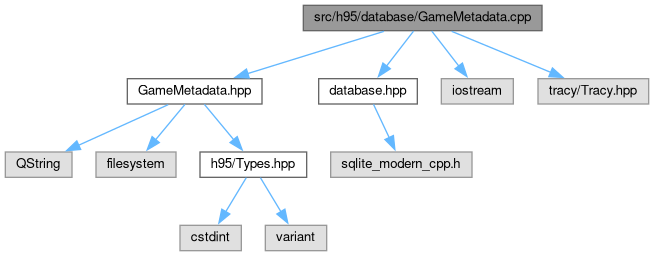 src/h95/database/GameMetadata.cpp
GameMetadata.hpp
database.hpp
iostream
tracy/Tracy.hpp
QString
filesystem
h95/Types.hpp
sqlite_modern_cpp.h
cstdint
variant